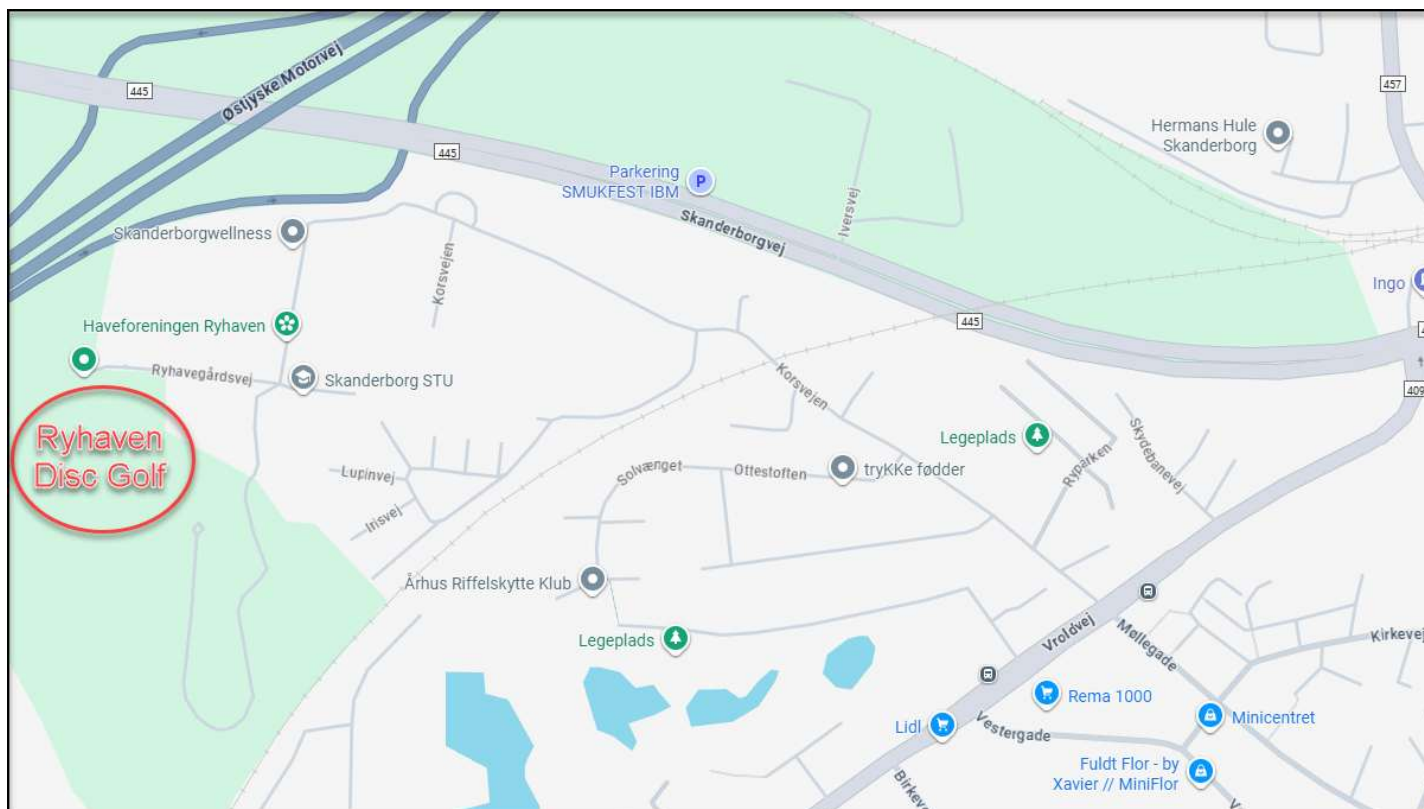 Østjyske Motorvej
445
445
457
Hermans Hule
Skanderborg
Parkering
SMUKFEST IBM
P
Iversvej
Skanderborgvej
Skanderborgwellness
Korsvejen
Ingo
Haveforeningen Ryhaven
445
409
Ryhavegårdsvej
Skanderborg STU
Korsvejen
Ryhaven
Disc Golf
Legeplads
Skydebanevej
Ryparken
Lupinvej
Solvænget
Ottestoften
tryKKe fødder
Irisvej
Århus Riffelskytte Klub
Legeplads
Vroldvej
Møllegade
Kirkevej
Rema 1000
Lidl
Vestergade
Minicentret
Fuldt Flor - by
Xavier // MiniFlor